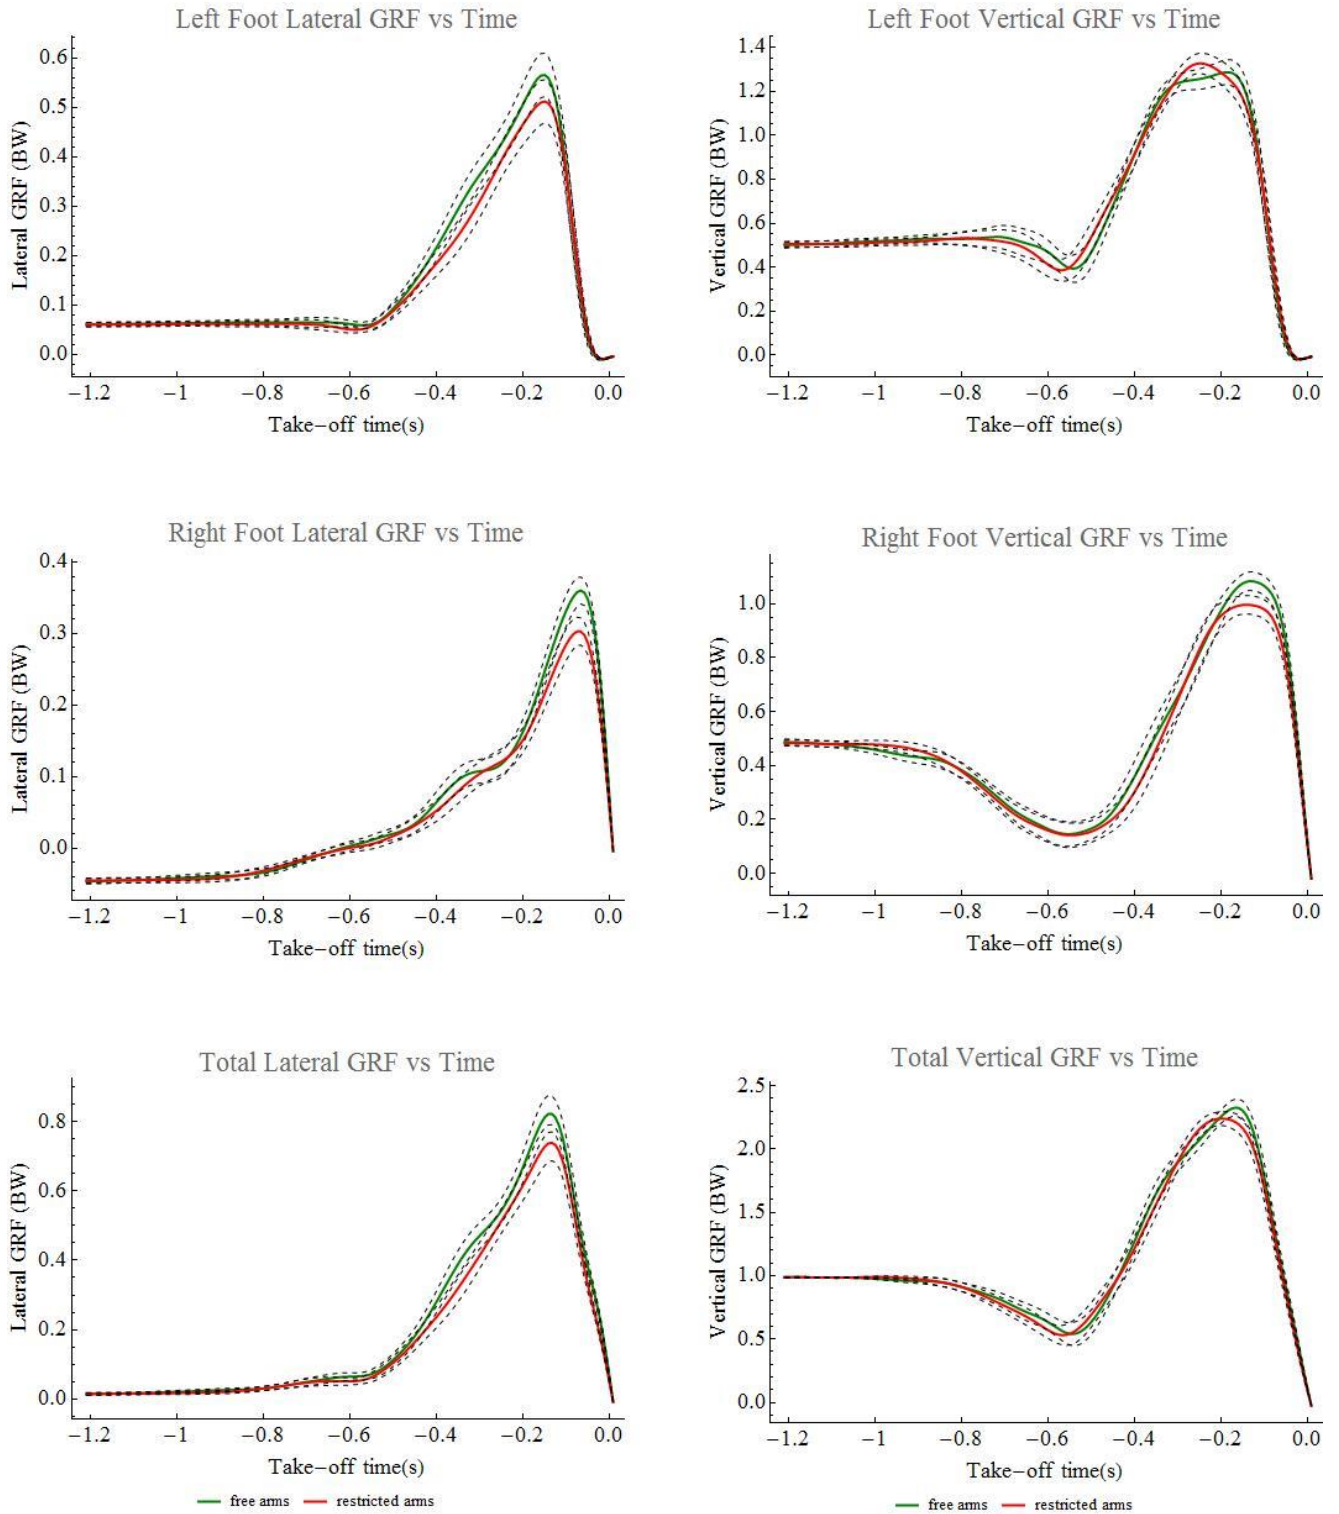 Left Foot Lateral GRF vs Time
0.6
0.5
0.4
0.3
0.2
0.1
0.0
Lateral GRF (BW)
−1.2 −1 −0.8 −0.6 −0.4 −0.2 0.0
Take−off time(s)
Left Foot Vertical GRF vs Time
1.4
1.2
1.0
0.8
0.6
0.4
0.2
0.0
Vertical GRF (BW)
−1.2 −1 −0.8 −0.6 −0.4 −0.2 0.0
Take−off time(s)
Right Foot Lateral GRF vs Time
0.4
0.3
0.2
0.1
0.0
Lateral GRF (BW)
−1.2 −1 −0.8 −0.6 −0.4 −0.2 0.0
Take−off time(s)
Right Foot Vertical GRF vs Time
1.0
0.8
0.6
0.4
0.2
0.0
Vertical GRF (BW)
−1.2 −1 −0.8 −0.6 −0.4 −0.2 0.0
Take−off time(s)
Total Lateral GRF vs Time
0.8
0.6
0.4
0.2
0.0
Lateral GRF (BW)
−1.2 −1 −0.8 −0.6 −0.4 −0.2 0.0
Take−off time(s)
free arms restricted arms
Total Vertical GRF vs Time
2.5
2.0
1.5
1.0
0.5
0.0
Vertical GRF (BW)
−1.2 −1 −0.8 −0.6 −0.4 −0.2 0.0
Take−off time(s)
free arms restricted arms